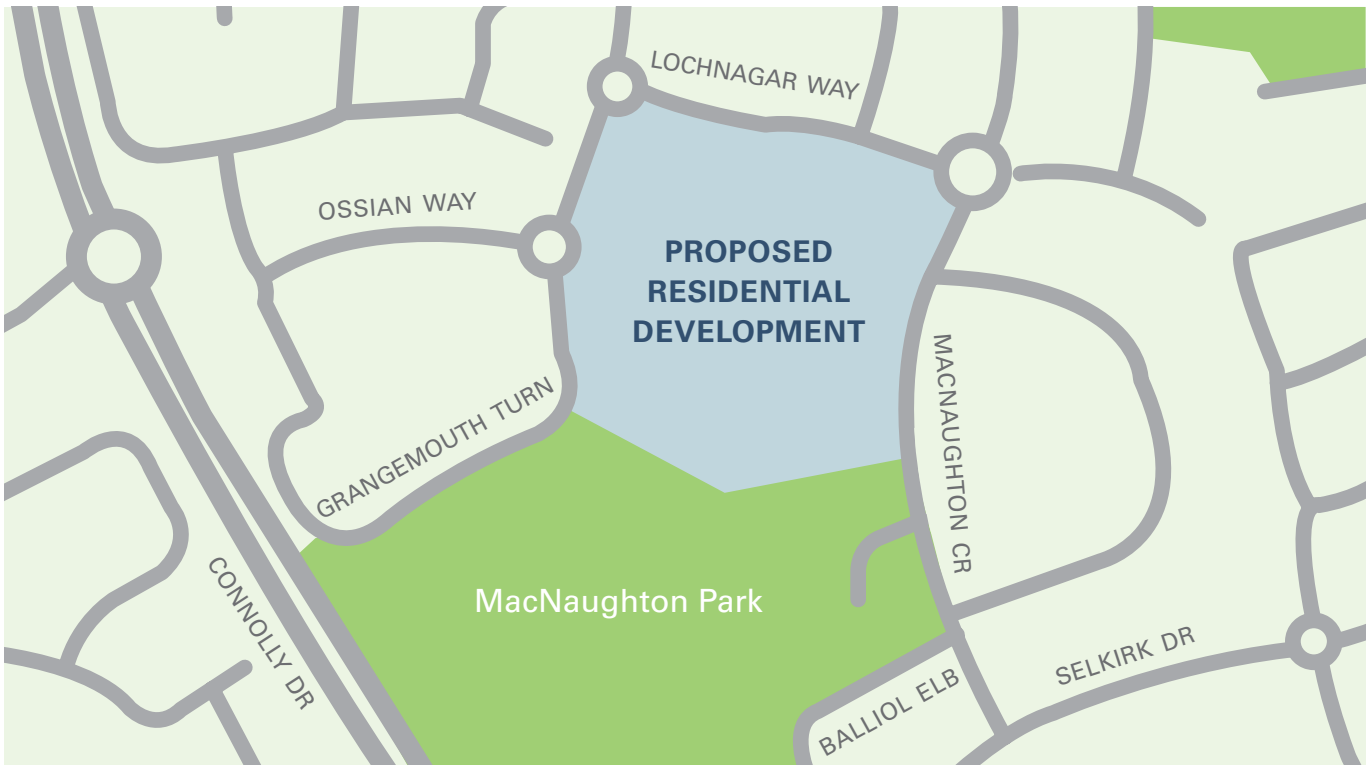 LOCHNAGAR WAY
OSSIAN WAY
PROPOSED
RESIDENTIAL
DEVELOPMENT
MACNAUGHTON CR
GRANGEMOUTH TURN
CONNOLLY DR
MacNaughton Park
SELKIRK DR
BALLIOL ELB